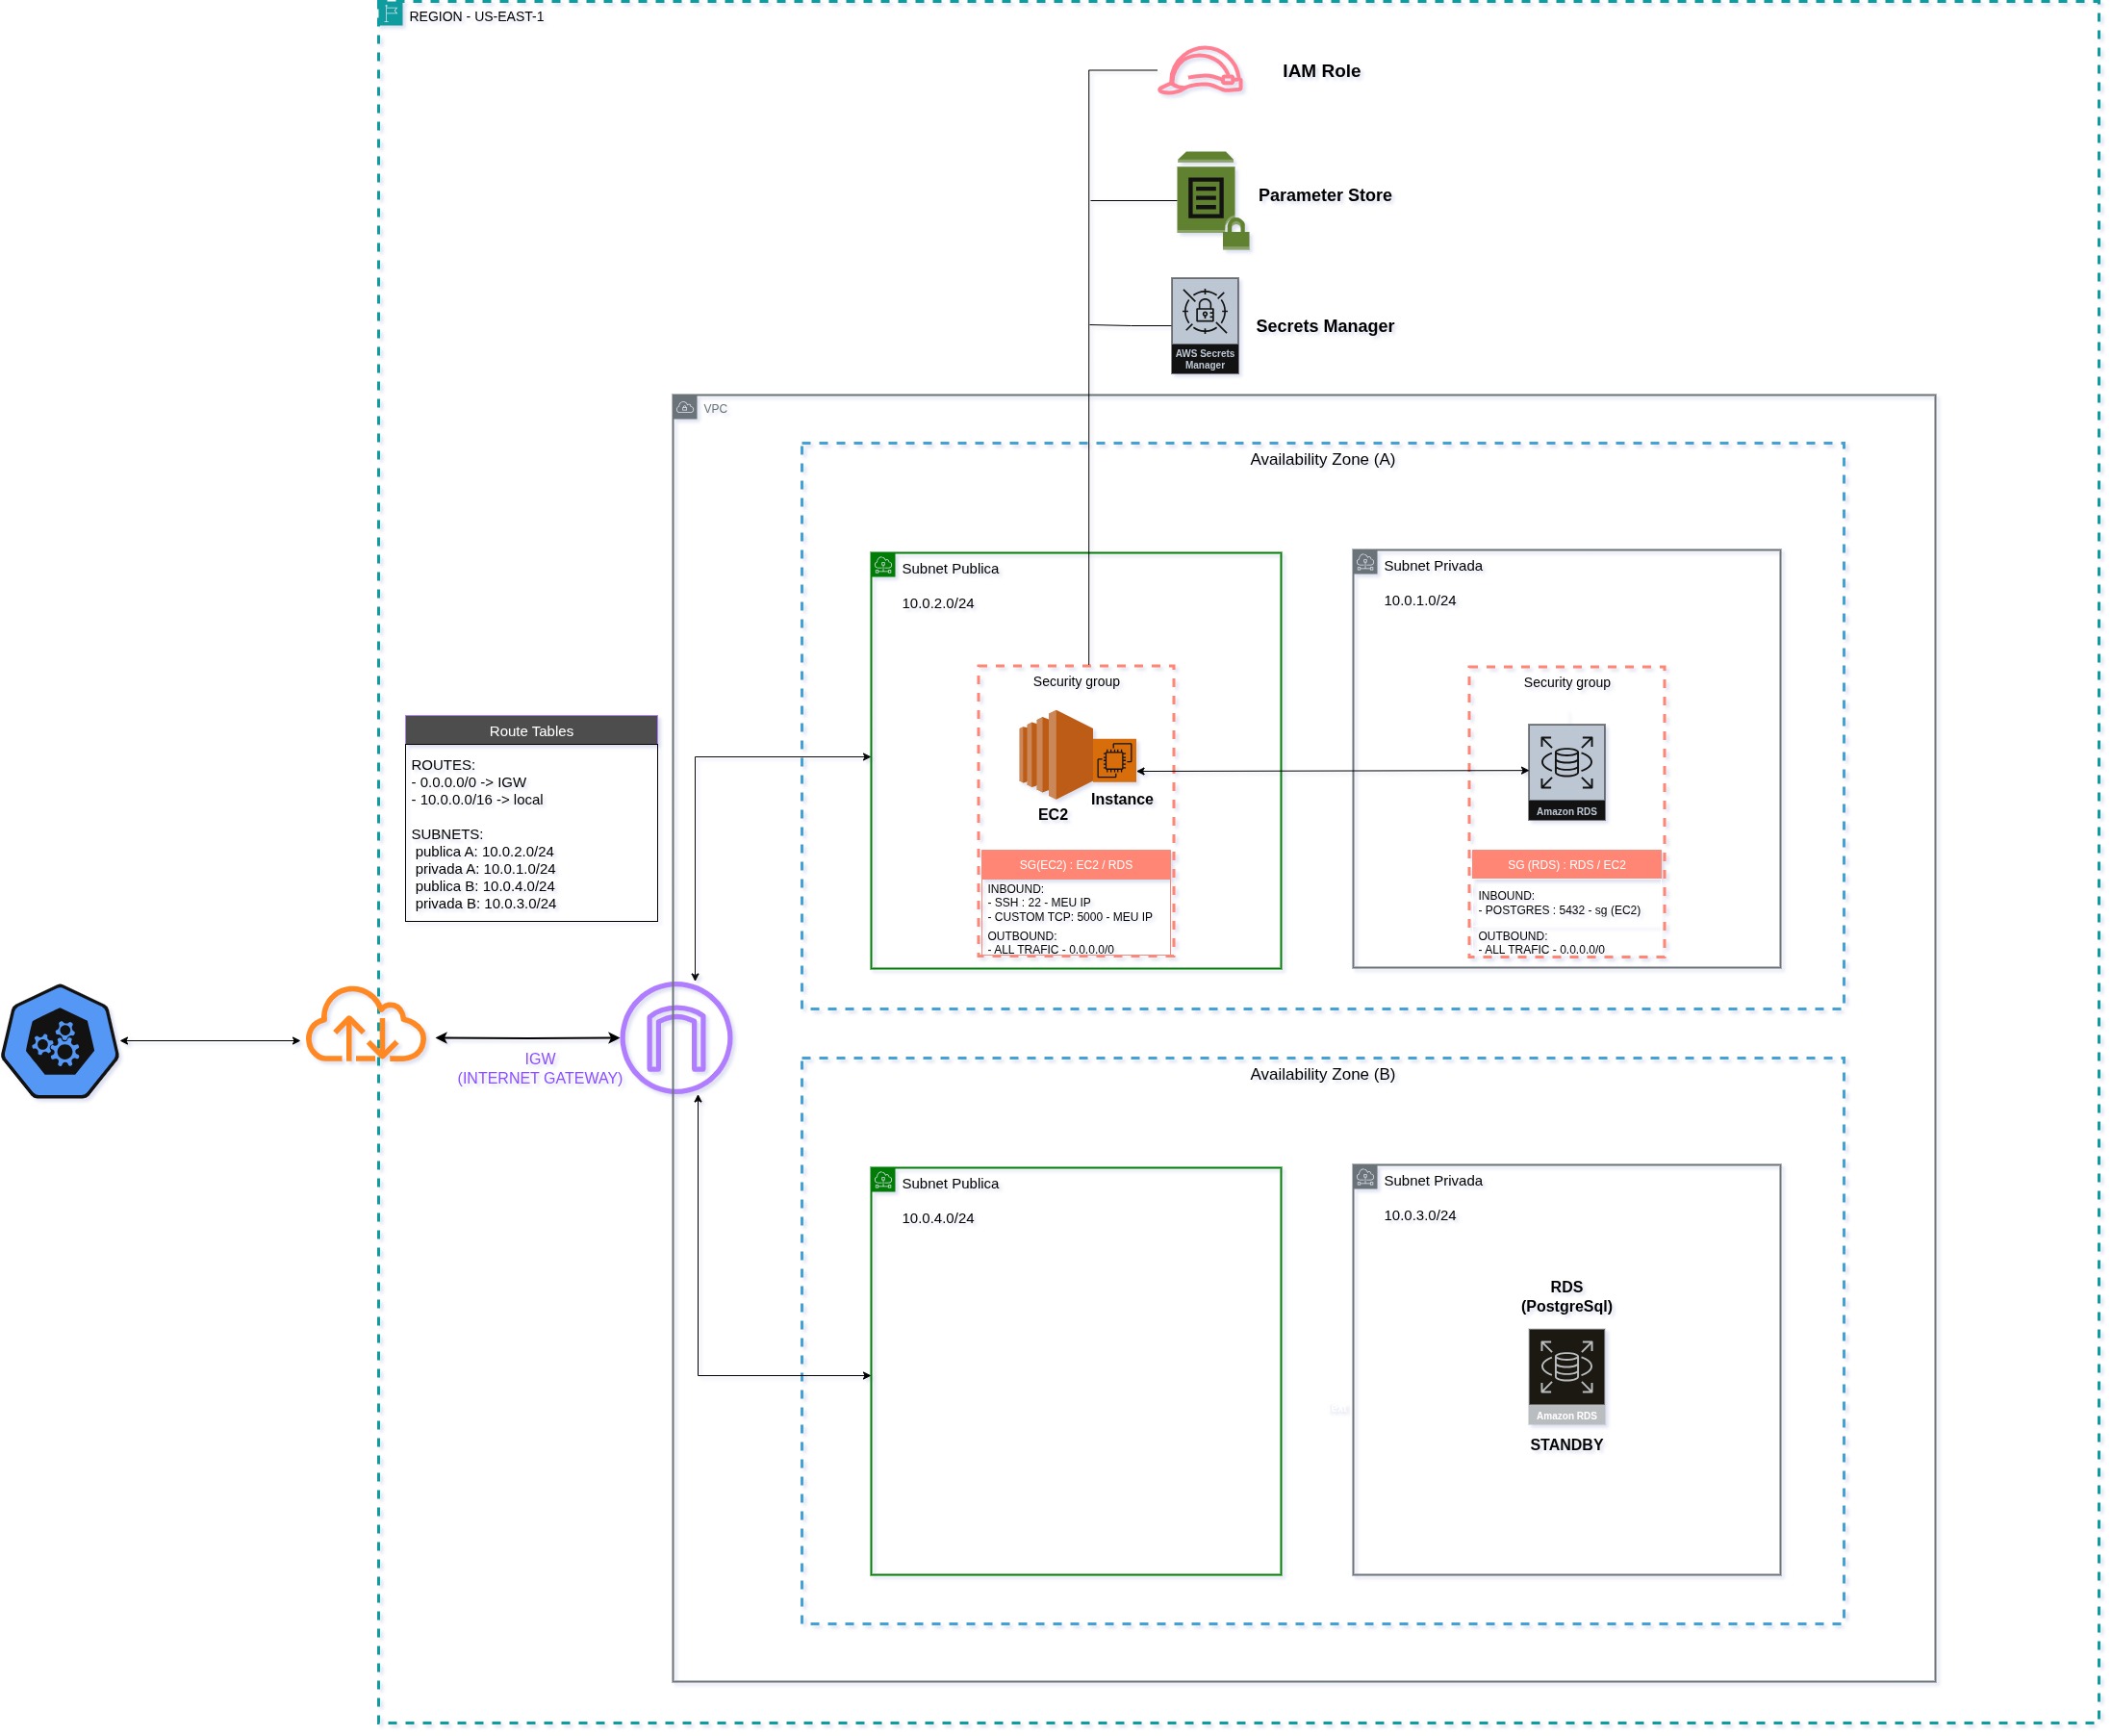 REGION - US-EAST-1
IAM Role
Parameter Store
AWS Secrets
Manager
Secrets Manager
VPC
Availability Zone (A)
Subnet Publica
10.0.2.0/24
Subnet Privada
10.0.1.0/24
Security group
EC2
Instance
SG(EC2) : EC2 / RDS
INBOUND:
- SSH : 22 - MEU IP
- CUSTOM TCP: 5000 - MEU IP
OUTBOUND:
- ALL TRAFIC - 0.0.0.0/0
Security group
Amazon RDS
SG (RDS) : RDS / EC2
INBOUND:
- POSTGRES : 5432 - sg (EC2)
OUTBOUND:
- ALL TRAFIC - 0.0.0.0/0
Route Tables
ROUTES:
- 0.0.0.0/0 -> IGW
- 10.0.0.0/16 -> local
SUBNETS:
publica A: 10.0.2.0/24
privada A: 10.0.1.0/24
publica B: 10.0.4.0/24
privada B: 10.0.3.0/24
IGW
(INTERNET GATEWAY)
Availability Zone (B)
Subnet Publica
10.0.4.0/24
Subnet Privada
10.0.3.0/24
RDS
(PostgreSql)
Amazon RDS
STANDBY